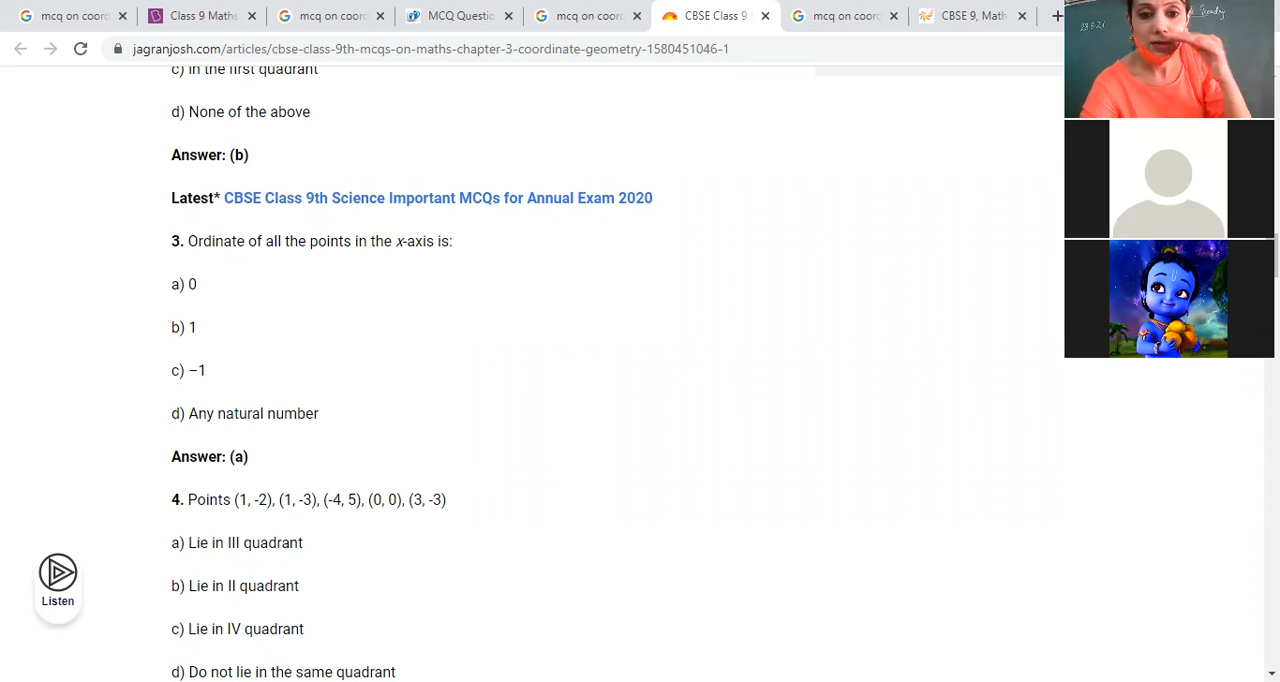 mcq on coord
Class 9 Maths
mcq on coord
MCQ Questio
mcq on coord
CBSE Class 9
mcq on coord
CBSE 9, Math
jagranjosh.com/articles/cbse-class-9th-mcqs-on-maths-chapter-3-coordinate-geometry-1580451046-1
c) In the first quadrant
d) None of the above
Answer: (b)
Latest* CBSE Class 9th Science Important MCQs for Annual Exam 2020
3. Ordinate of all the points in the x-axis is:
a) 0
b) 1
c) –1
d) Any natural number
Answer: (a)
4. Points (1, -2), (1, -3), (-4, 5), (0, 0), (3, -3)
a) Lie in III quadrant
b) Lie in II quadrant
Listen
c) Lie in IV quadrant
d) Do not lie in the same quadrant